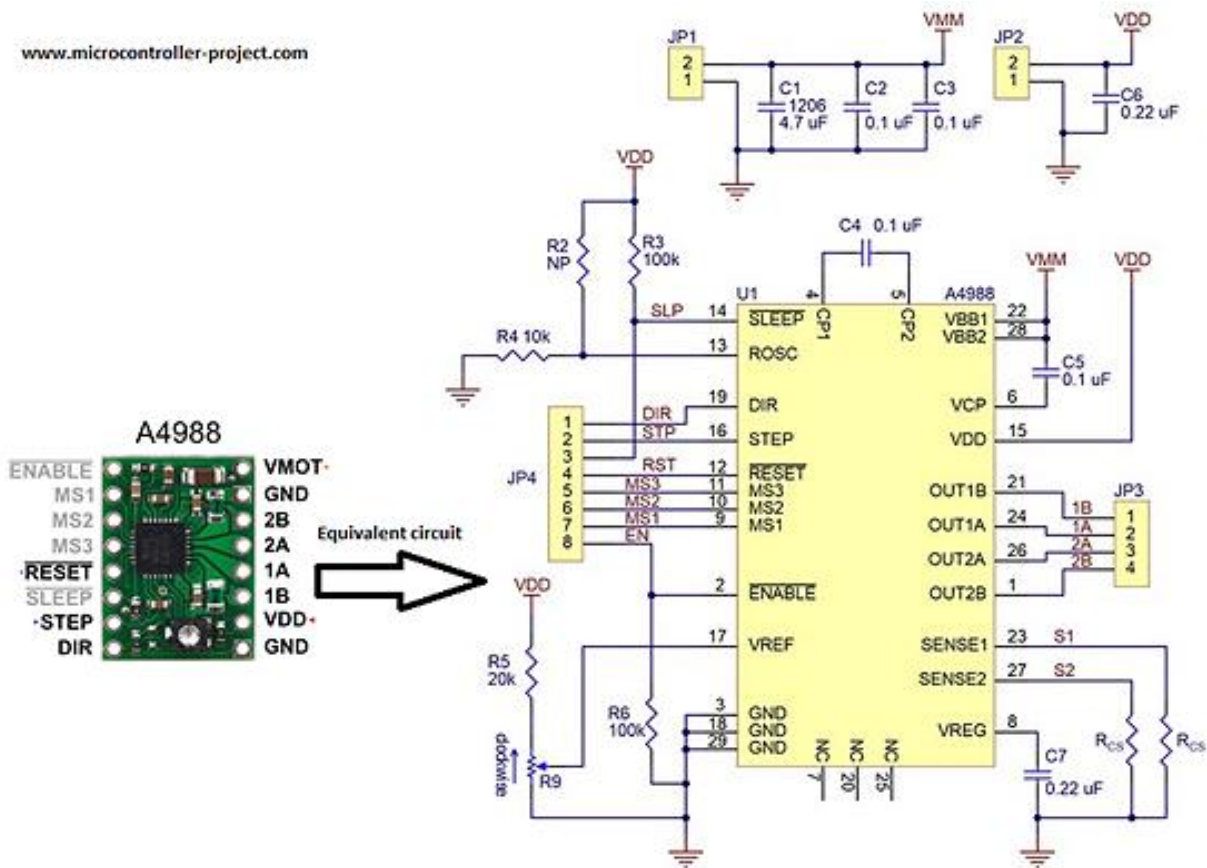 www.microcontroller-project.com
VMM
JP1
2
1
C1
1206
4.7 uF
C2
0.1 uF
C3
0.1 uF
VDD
JP2
2
1
C6
0.22 uF
VDD
R2
NP
R3
100k
C4 0.1 uF
VMM
VDD
U1
A4988
4
CP1
5
CP2
SLP
14
SLEEP
R4 10k
13
ROSC
DIR
19
DIR
STP
16
STEP
RST
12
RESET
MS3
11
MS3
MS2
10
MS2
MS1
9
MS1
EN
JP4
1
2
3
4
5
6
7
8
2
ENABLE
17
VREF
3
GND
18
GND
29
GND
NC
7
NC
20
NC
25
VBB1
22
VBB2
28
C5
0.1 uF
VCP
6
VDD
15
OUT1B
21
OUT1A
24
OUT2A
26
OUT2B
1
1B
1A
2A
2B
JP3
1
2
3
4
SENSE1
23
S1
SENSE2
27
S2
VREG
8
C7
0.22 uF
RCS
RCS
VDD
R5
20k
clockwise
R9
R6
100k
A4988
ENABLE
MS1
MS2
MS3
RESET
SLEEP
STEP
DIR
VMOT
GND
2B
2A
1A
1B
VDD
GND
Equivalent circuit